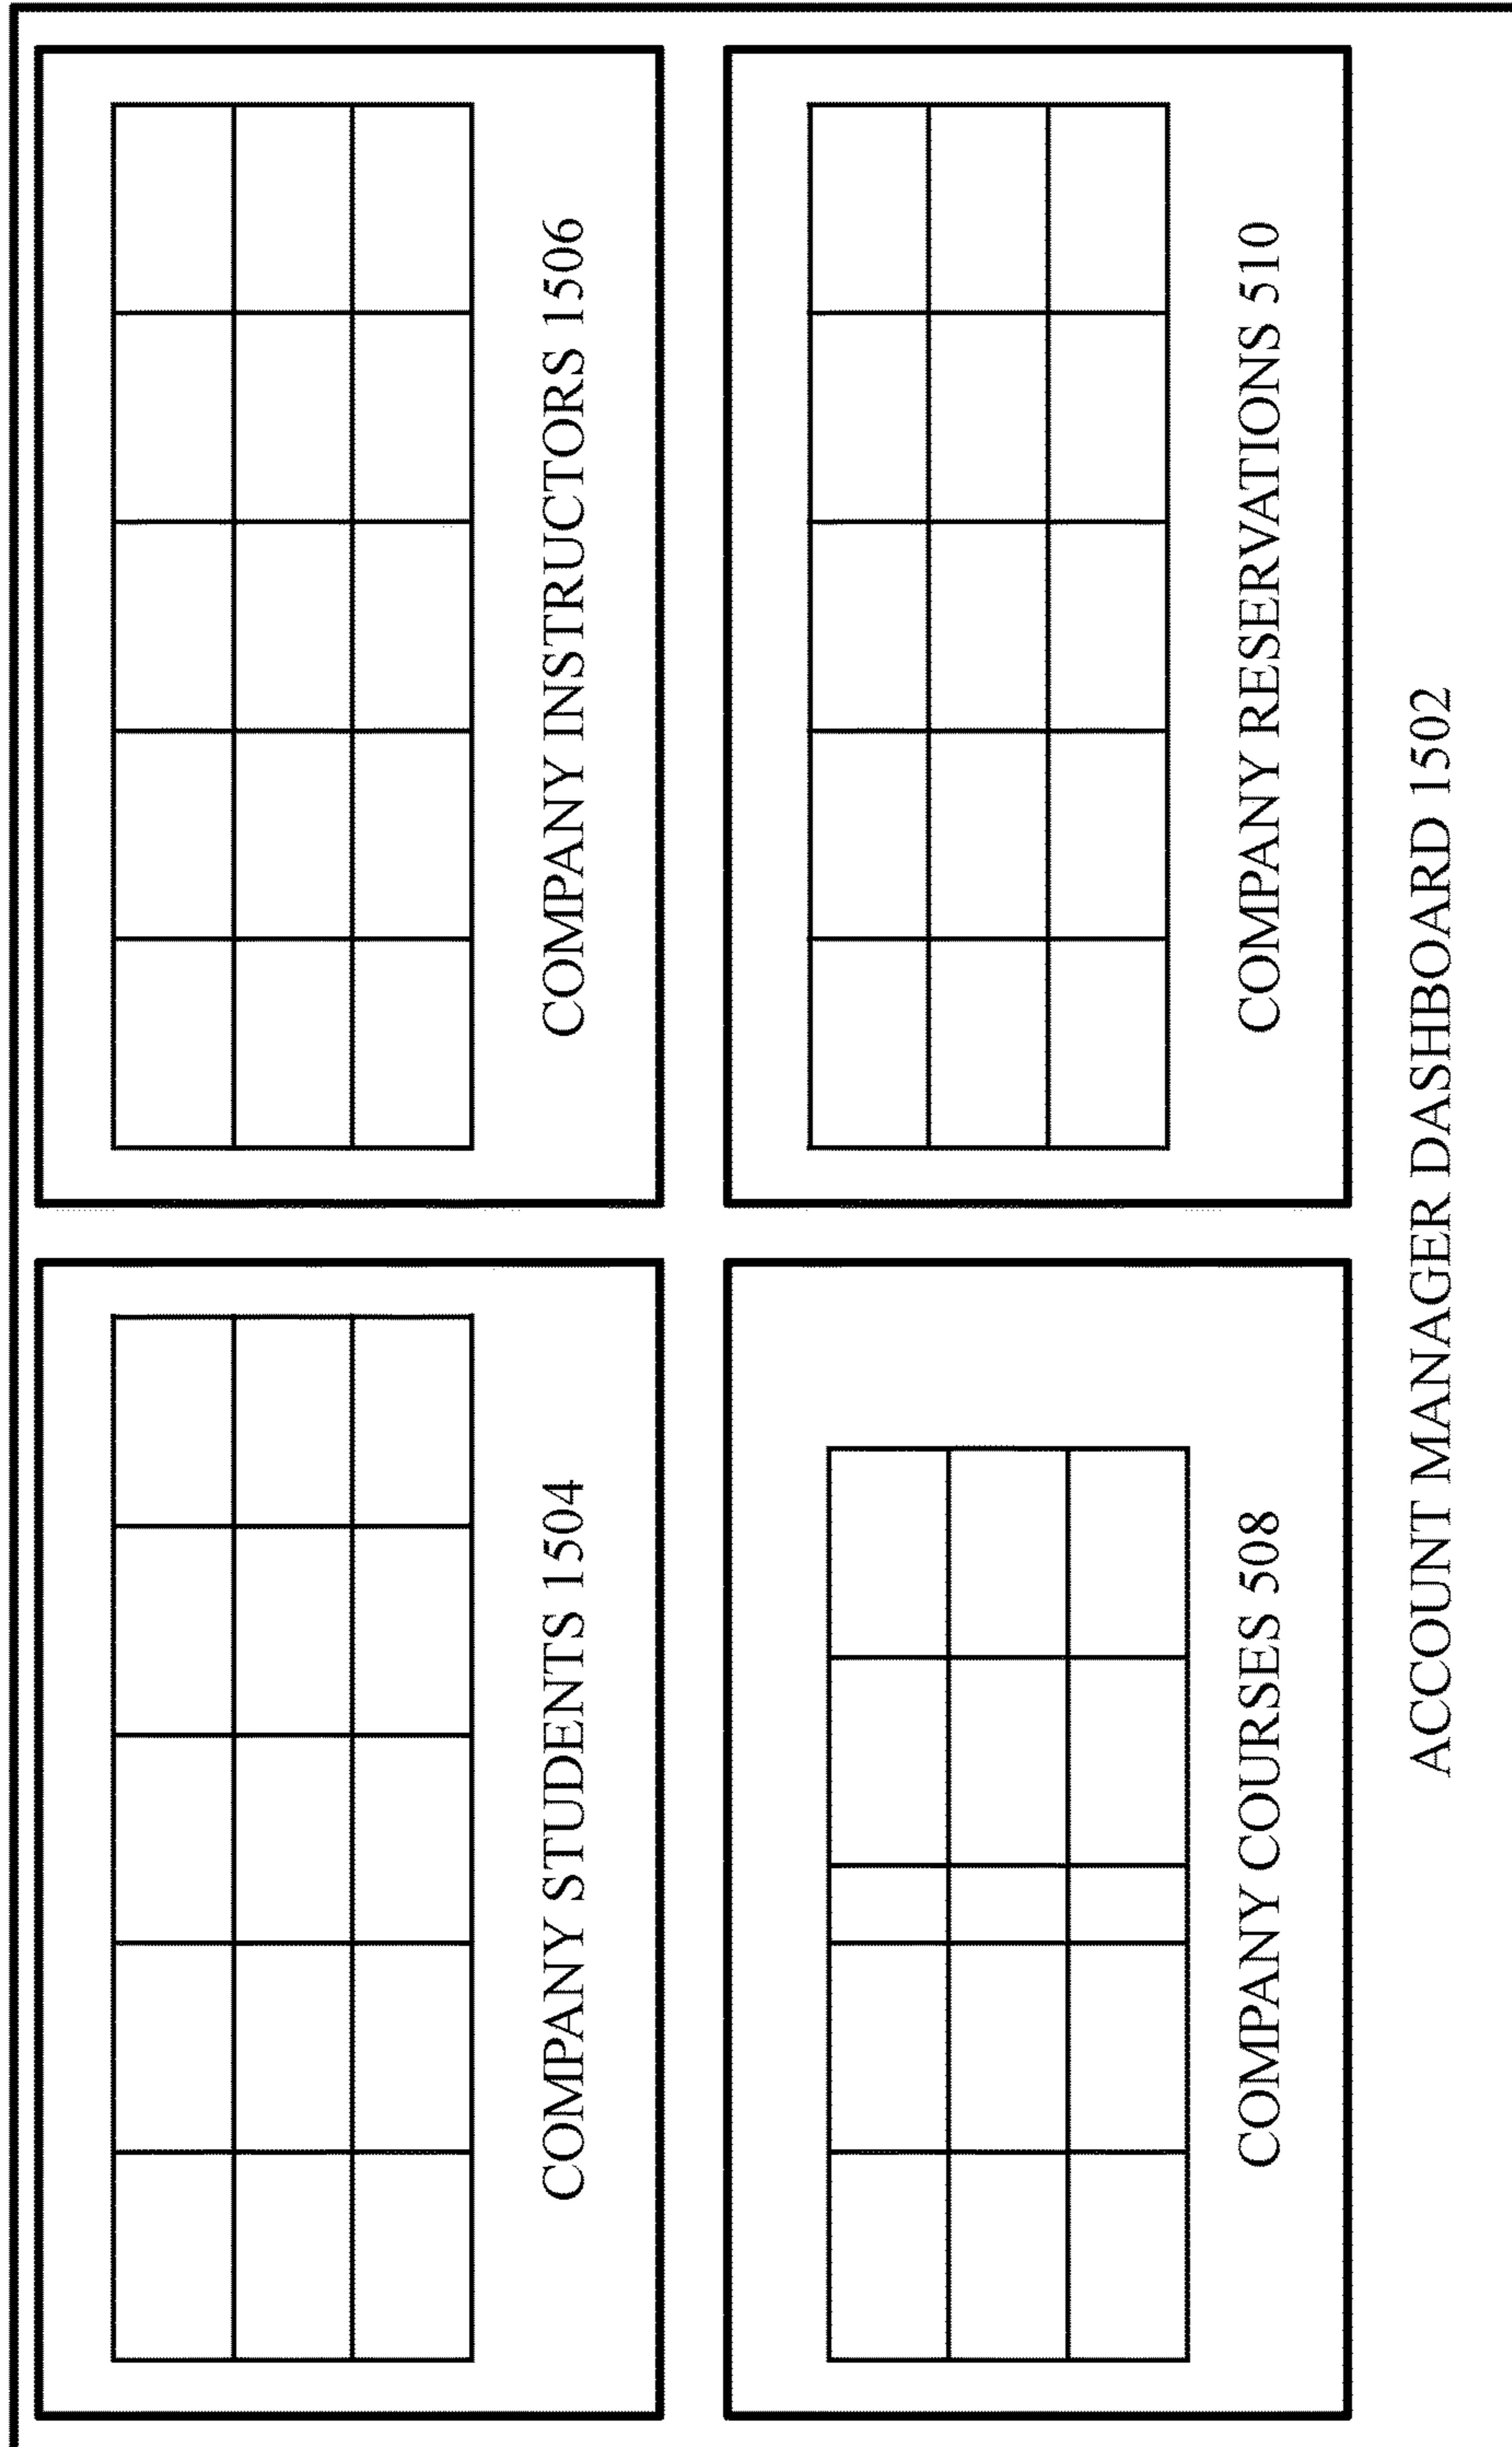 COMPANY STUDENTS 1504
COMPANY INSTRUCTORS 1506
COMPANY COURSES 508
COMPANY RESERVATIONS 510
ACCOUNT MANAGER DASHBOARD 1502